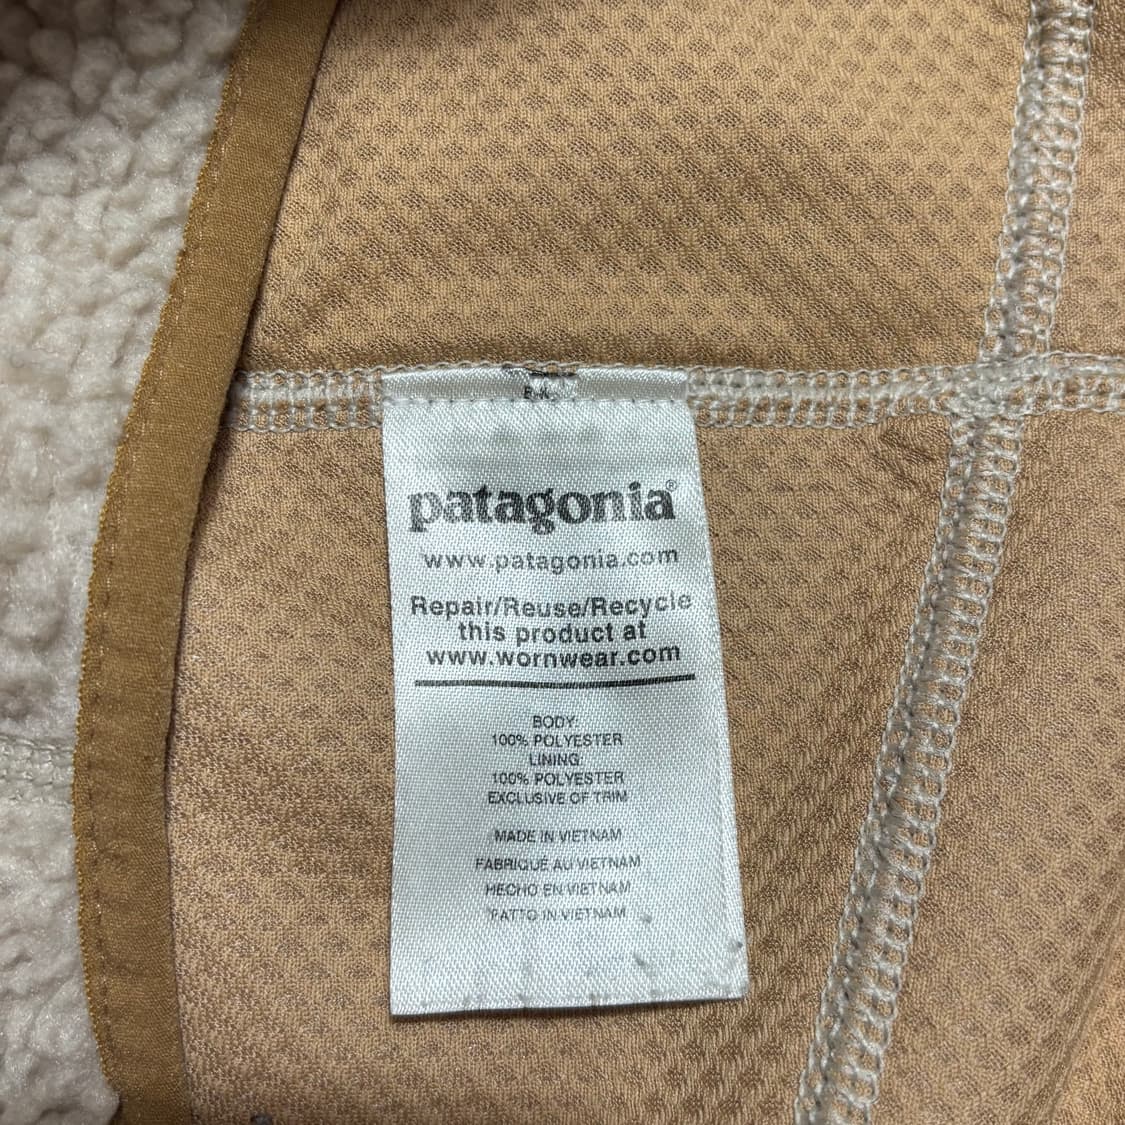 patagonia®
www.patagonia.com
Repair/Reuse/Recycle
this product at
www.wornwear.com
BODY:
100% POLYESTER
LINING:
100% POLYESTER
EXCLUSIVE OF TRIM
MADE IN VIETNAM
FABRIQUE AU VIETNAM
HECHO EN VIETNAM
FATTO IN VIETNAM